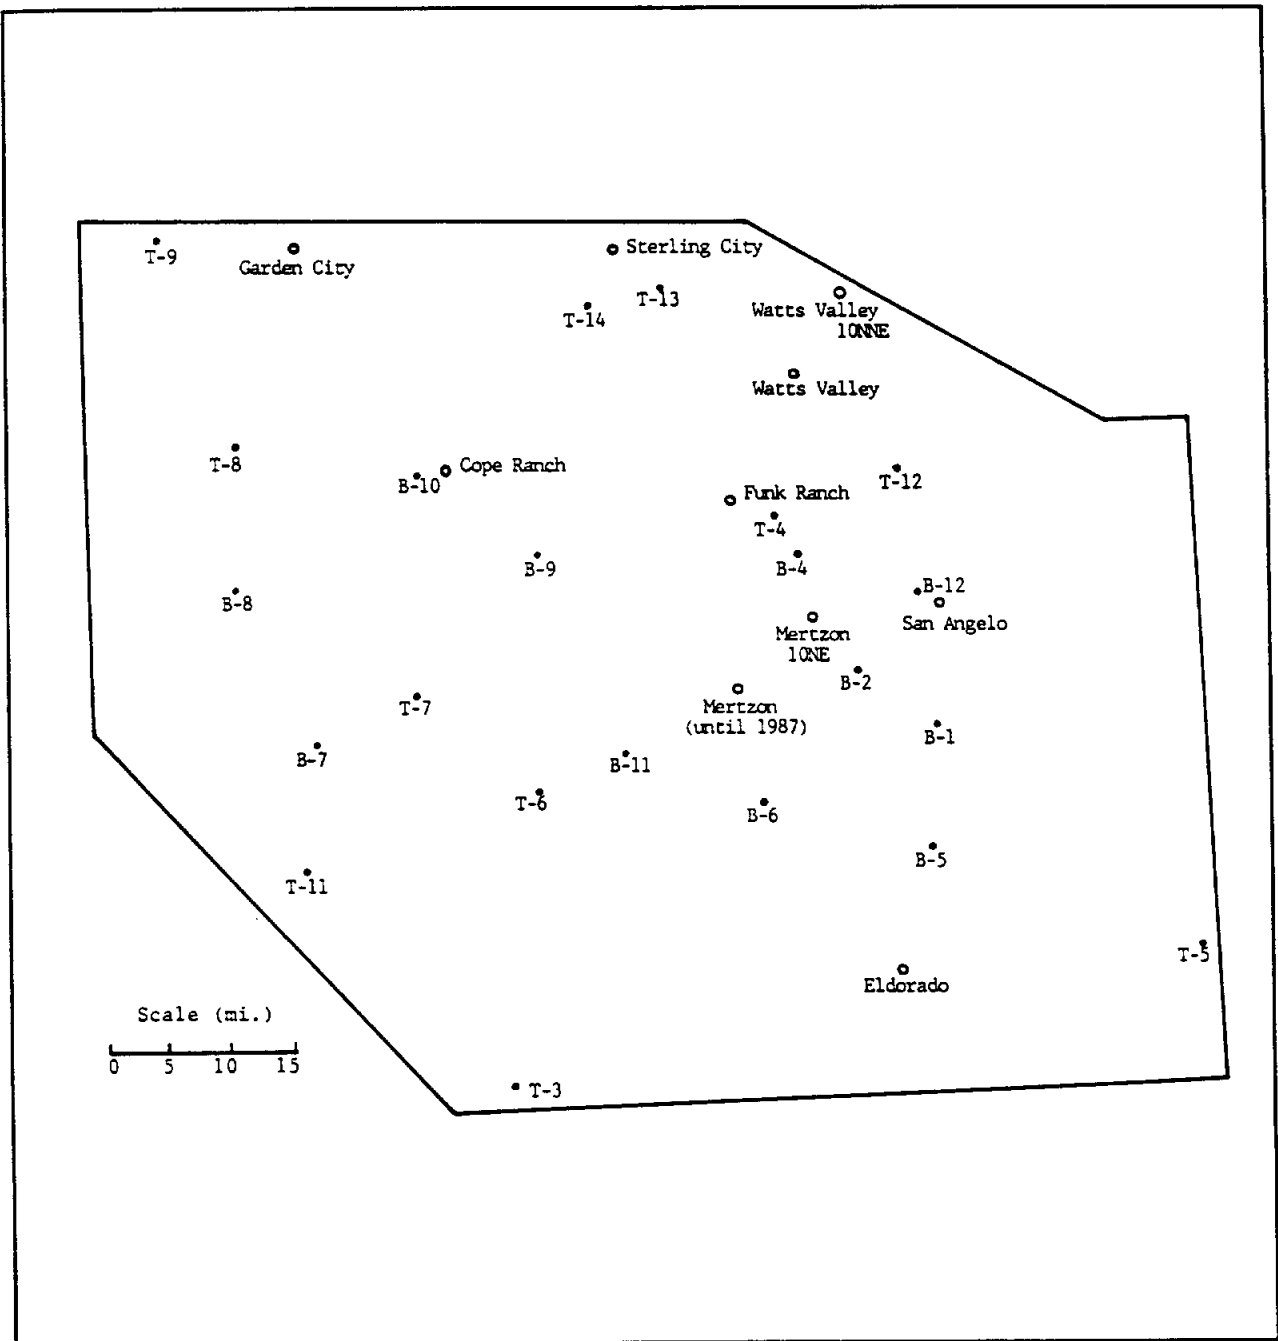 T-9
Garden City
Sterling City
T-13
T-14
Watts Valley
10NNE
Watts Valley
T-8
B-10
Cope Ranch
T-12
Funk Ranch
T-4
B-9
B-4
B-8
B-12
San Angelo
Mertzon
10NE
B-2
T-7
Mertzon
(until 1987)
B-1
B-7
B-11
T-6
B-6
B-5
T-11
T-5
Eldorado
Scale (mi.)
0 5 10 15
T-3